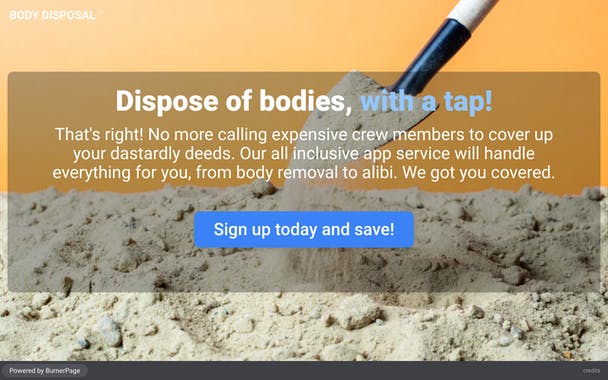 BODY DISPOSAL
Dispose of bodies, with a tap!
That's right! No more calling expensive crew members to cover up
your dastardly deeds. Our all inclusive app service will handle
everything for you, from body removal to alibi. We got you covered.
Sign up today and save!
Powered by BurnerPage
credits